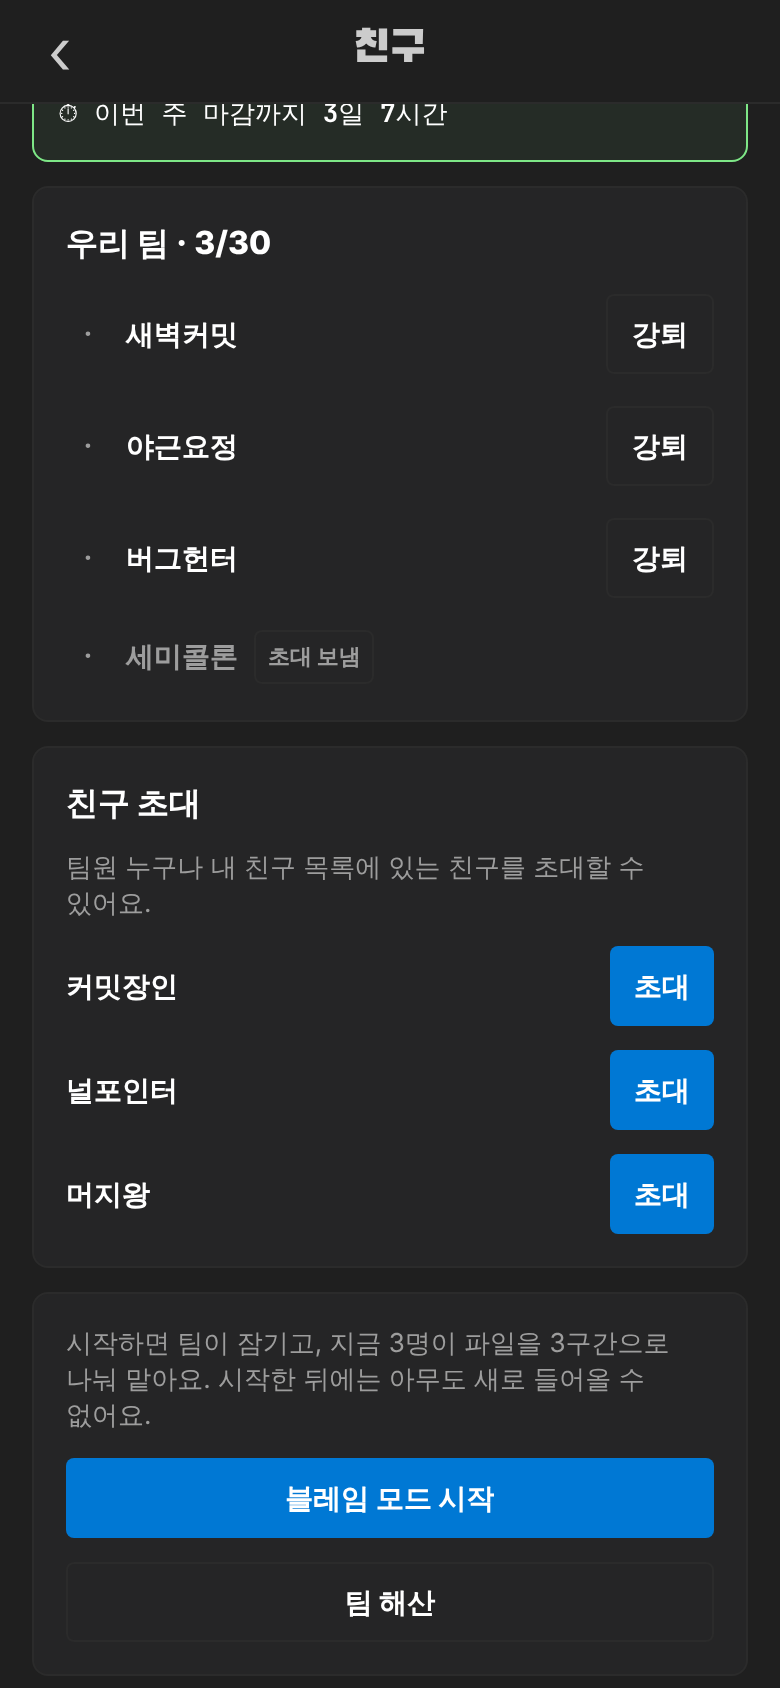 친구
⏱ 이번 주 마감까지 3일 7시간
우리 팀 · 3/30
· 새벽커밋 강퇴
· 야근요정 강퇴
· 버그헌터 강퇴
· 세미콜론 초대 보냄
친구 초대
팀원 누구나 내 친구 목록에 있는 친구를 초대할 수
있어요.
커밋장인 초대
널포인터 초대
머지왕 초대
시작하면 팀이 잠기고, 지금 3명이 파일을 3구간으로
나눠 맡아요. 시작한 뒤에는 아무도 새로 들어올 수
없어요.
블레임 모드 시작
팀 해산